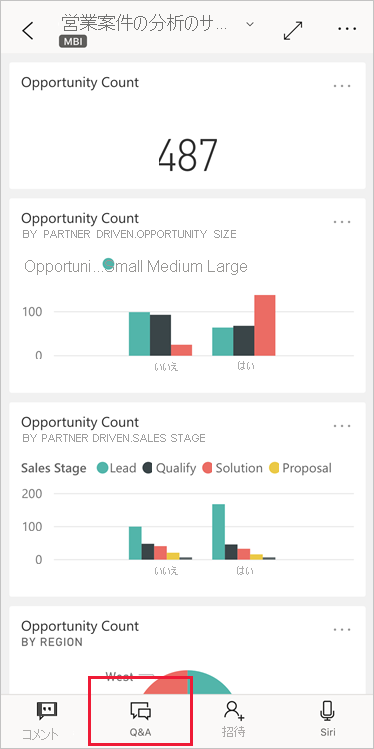 営業案件の分析のサ...
MBI
Opportunity Count
487
Opportunity Count
BY PARTNER DRIVEN.OPPORTUNITY SIZE
Opportuni...Small Medium Large
100
0
いいえ はい
Opportunity Count
BY PARTNER DRIVEN.SALES STAGE
Sales Stage Lead Qualify Solution Proposal
200
100
0
いいえ はい
Opportunity Count
BY REGION
West
コメント Q&A 招待 Siri